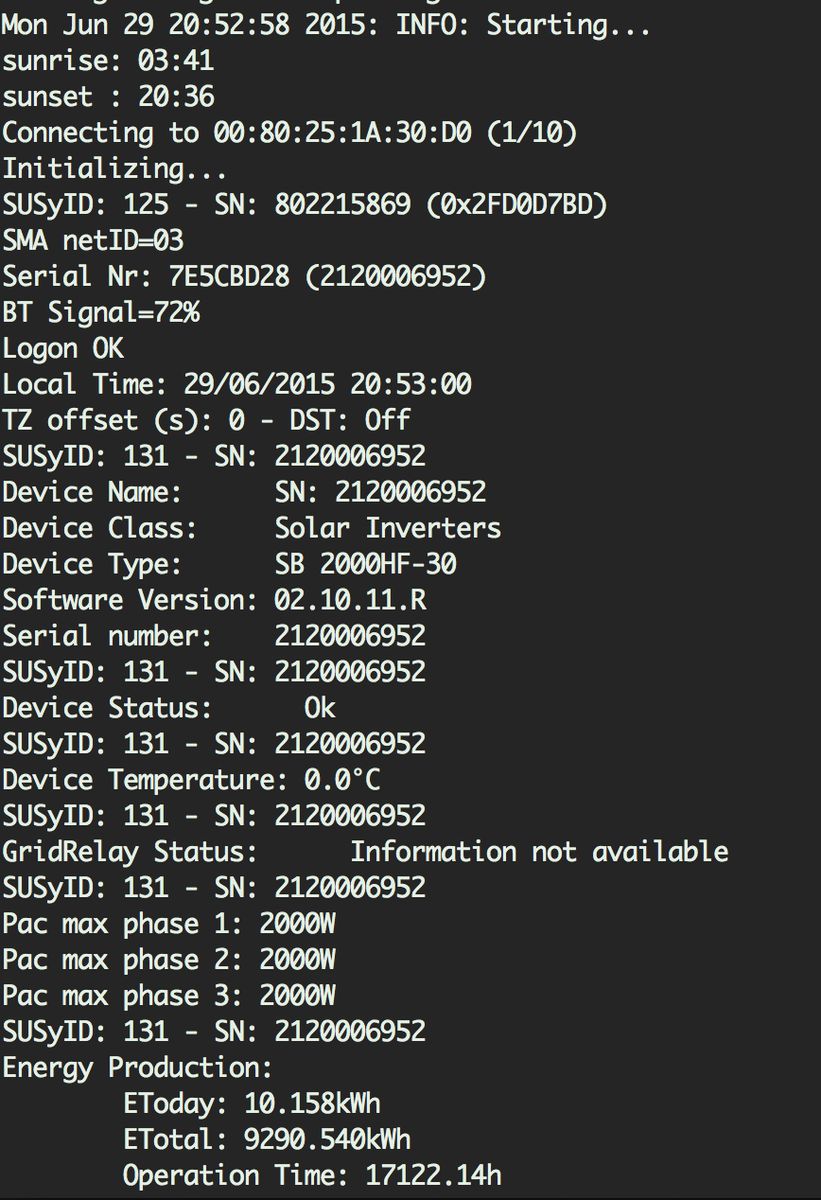 Mon Jun 29 20:52:58 2015: INFO: Starting...
sunrise: 03:41
sunset : 20:36
Connecting to 00:80:25:1A:30:D0 (1/10)
Initializing...
SUSyID: 125 - SN: 802215869 (0x2FD0D7BD)
SMA netID=03
Serial Nr: 7E5CBD28 (2120006952)
BT Signal=72%
Logon OK
Local Time: 29/06/2015 20:53:00
TZ offset (s): 0 - DST: Off
SUSyID: 131 - SN: 2120006952
Device Name:      SN: 2120006952
Device Class:     Solar Inverters
Device Type:      SB 2000HF-30
Software Version: 02.10.11.R
Serial number:    2120006952
SUSyID: 131 - SN: 2120006952
Device Status:      Ok
SUSyID: 131 - SN: 2120006952
Device Temperature: 0.0°C
SUSyID: 131 - SN: 2120006952
GridRelay Status:      Information not available
SUSyID: 131 - SN: 2120006952
Pac max phase 1: 2000W
Pac max phase 2: 2000W
Pac max phase 3: 2000W
SUSyID: 131 - SN: 2120006952
Energy Production:
        EToday: 10.158kWh
        ETotal: 9290.540kWh
        Operation Time: 17122.14h